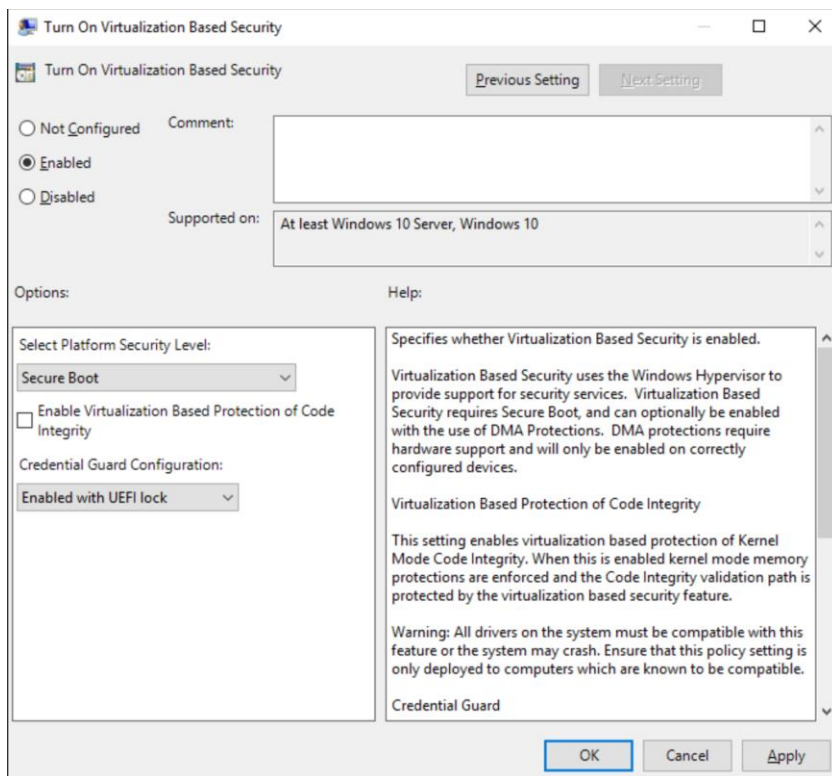 Turn On Virtualization Based Security
Turn On Virtualization Based Security
Previous Setting
Next Setting
Not Configured
Comment:
Enabled
Disabled
Supported on:
At least Windows 10 Server, Windows 10
Options:
Help:
Select Platform Security Level:
Secure Boot
Enable Virtualization Based Protection of Code
Integrity
Credential Guard Configuration:
Enabled with UEFI lock
Specifies whether Virtualization Based Security is enabled.
Virtualization Based Security uses the Windows Hypervisor to
provide support for security services. Virtualization Based
Security requires Secure Boot, and can optionally be enabled
with the use of DMA Protections. DMA protections require
hardware support and will only be enabled on correctly
configured devices.
Virtualization Based Protection of Code Integrity
This setting enables virtualization based protection of Kernel
Mode Code Integrity. When this is enabled kernel mode memory
protections are enforced and the Code Integrity validation path is
protected by the virtualization based security feature.
Warning: All drivers on the system must be compatible with this
feature or the system may crash. Ensure that this policy setting is
only deployed to computers which are known to be compatible.
Credential Guard
OK
Cancel
Apply